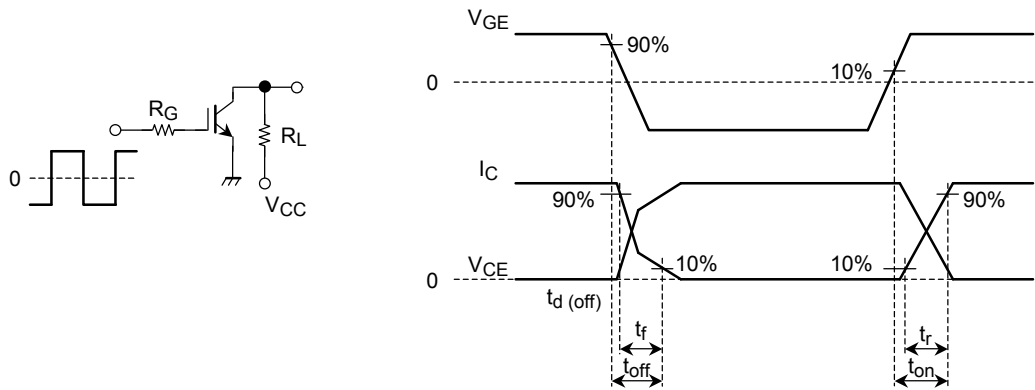 V_GE
90%
0
10%
R_G
R_L
0
V_CC
I_C
90%
90%
V_CE
10%
10%
0
t_d (off)
t_f
t_r
t_off
t_on